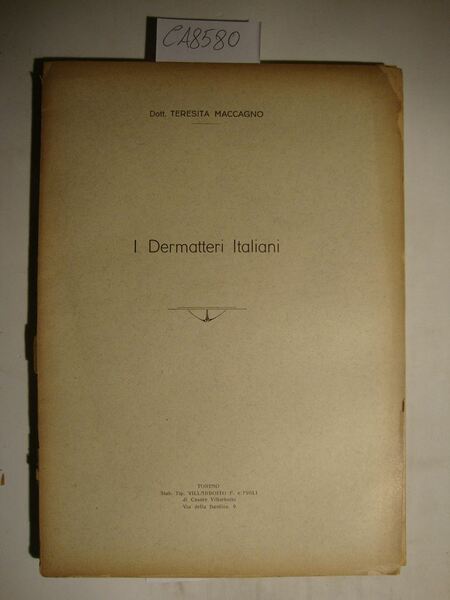 CA8580
Dott. TERESITA MACCAGNO
I Dermatteri Italiani
TORINO
Stab. Tip. VILLARBOITO F. e FIGLI
di Cesare Villarboito
Via della Basilica, 9